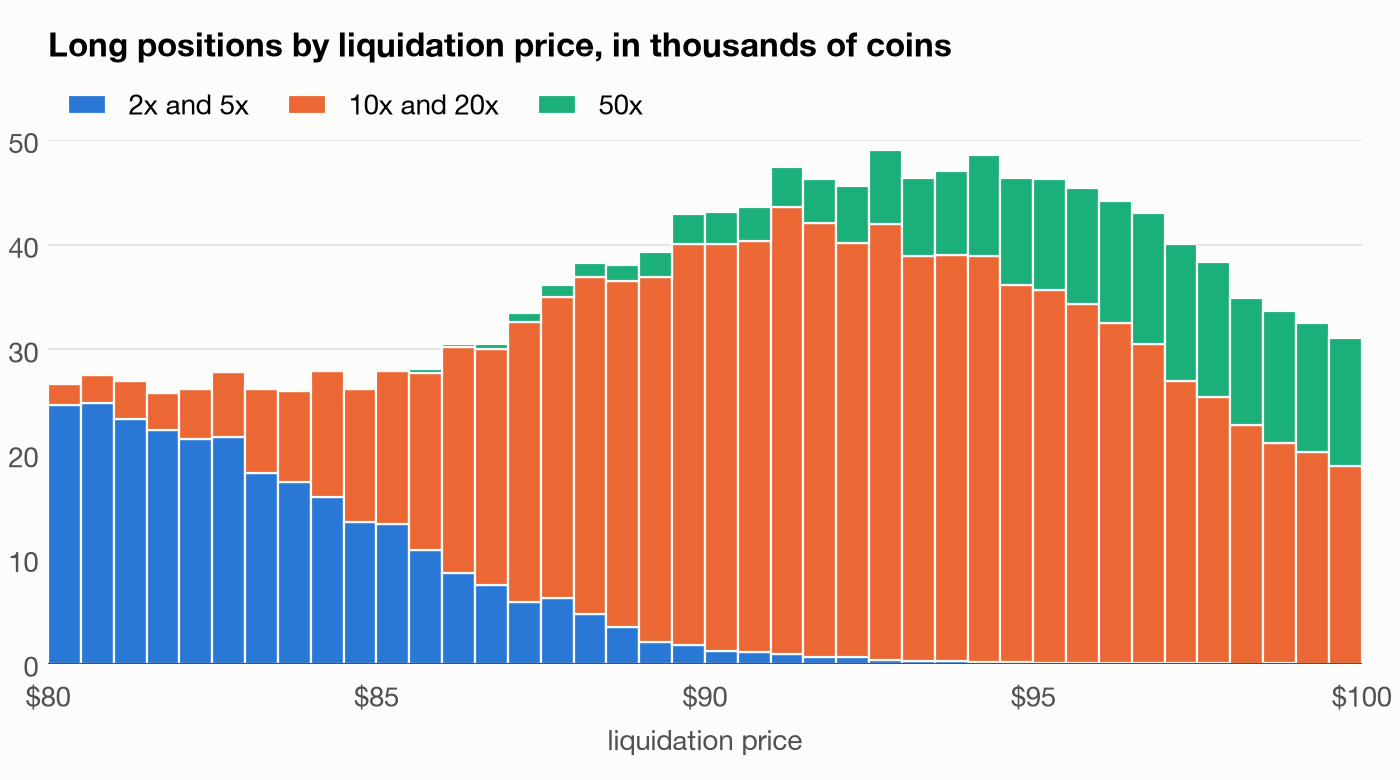 Long positions by liquidation price, in thousands of coins
2x and 5x 10x and 20x 50x
50
40
30
20
10
0
$80 $85 $90 $95 $100
liquidation price